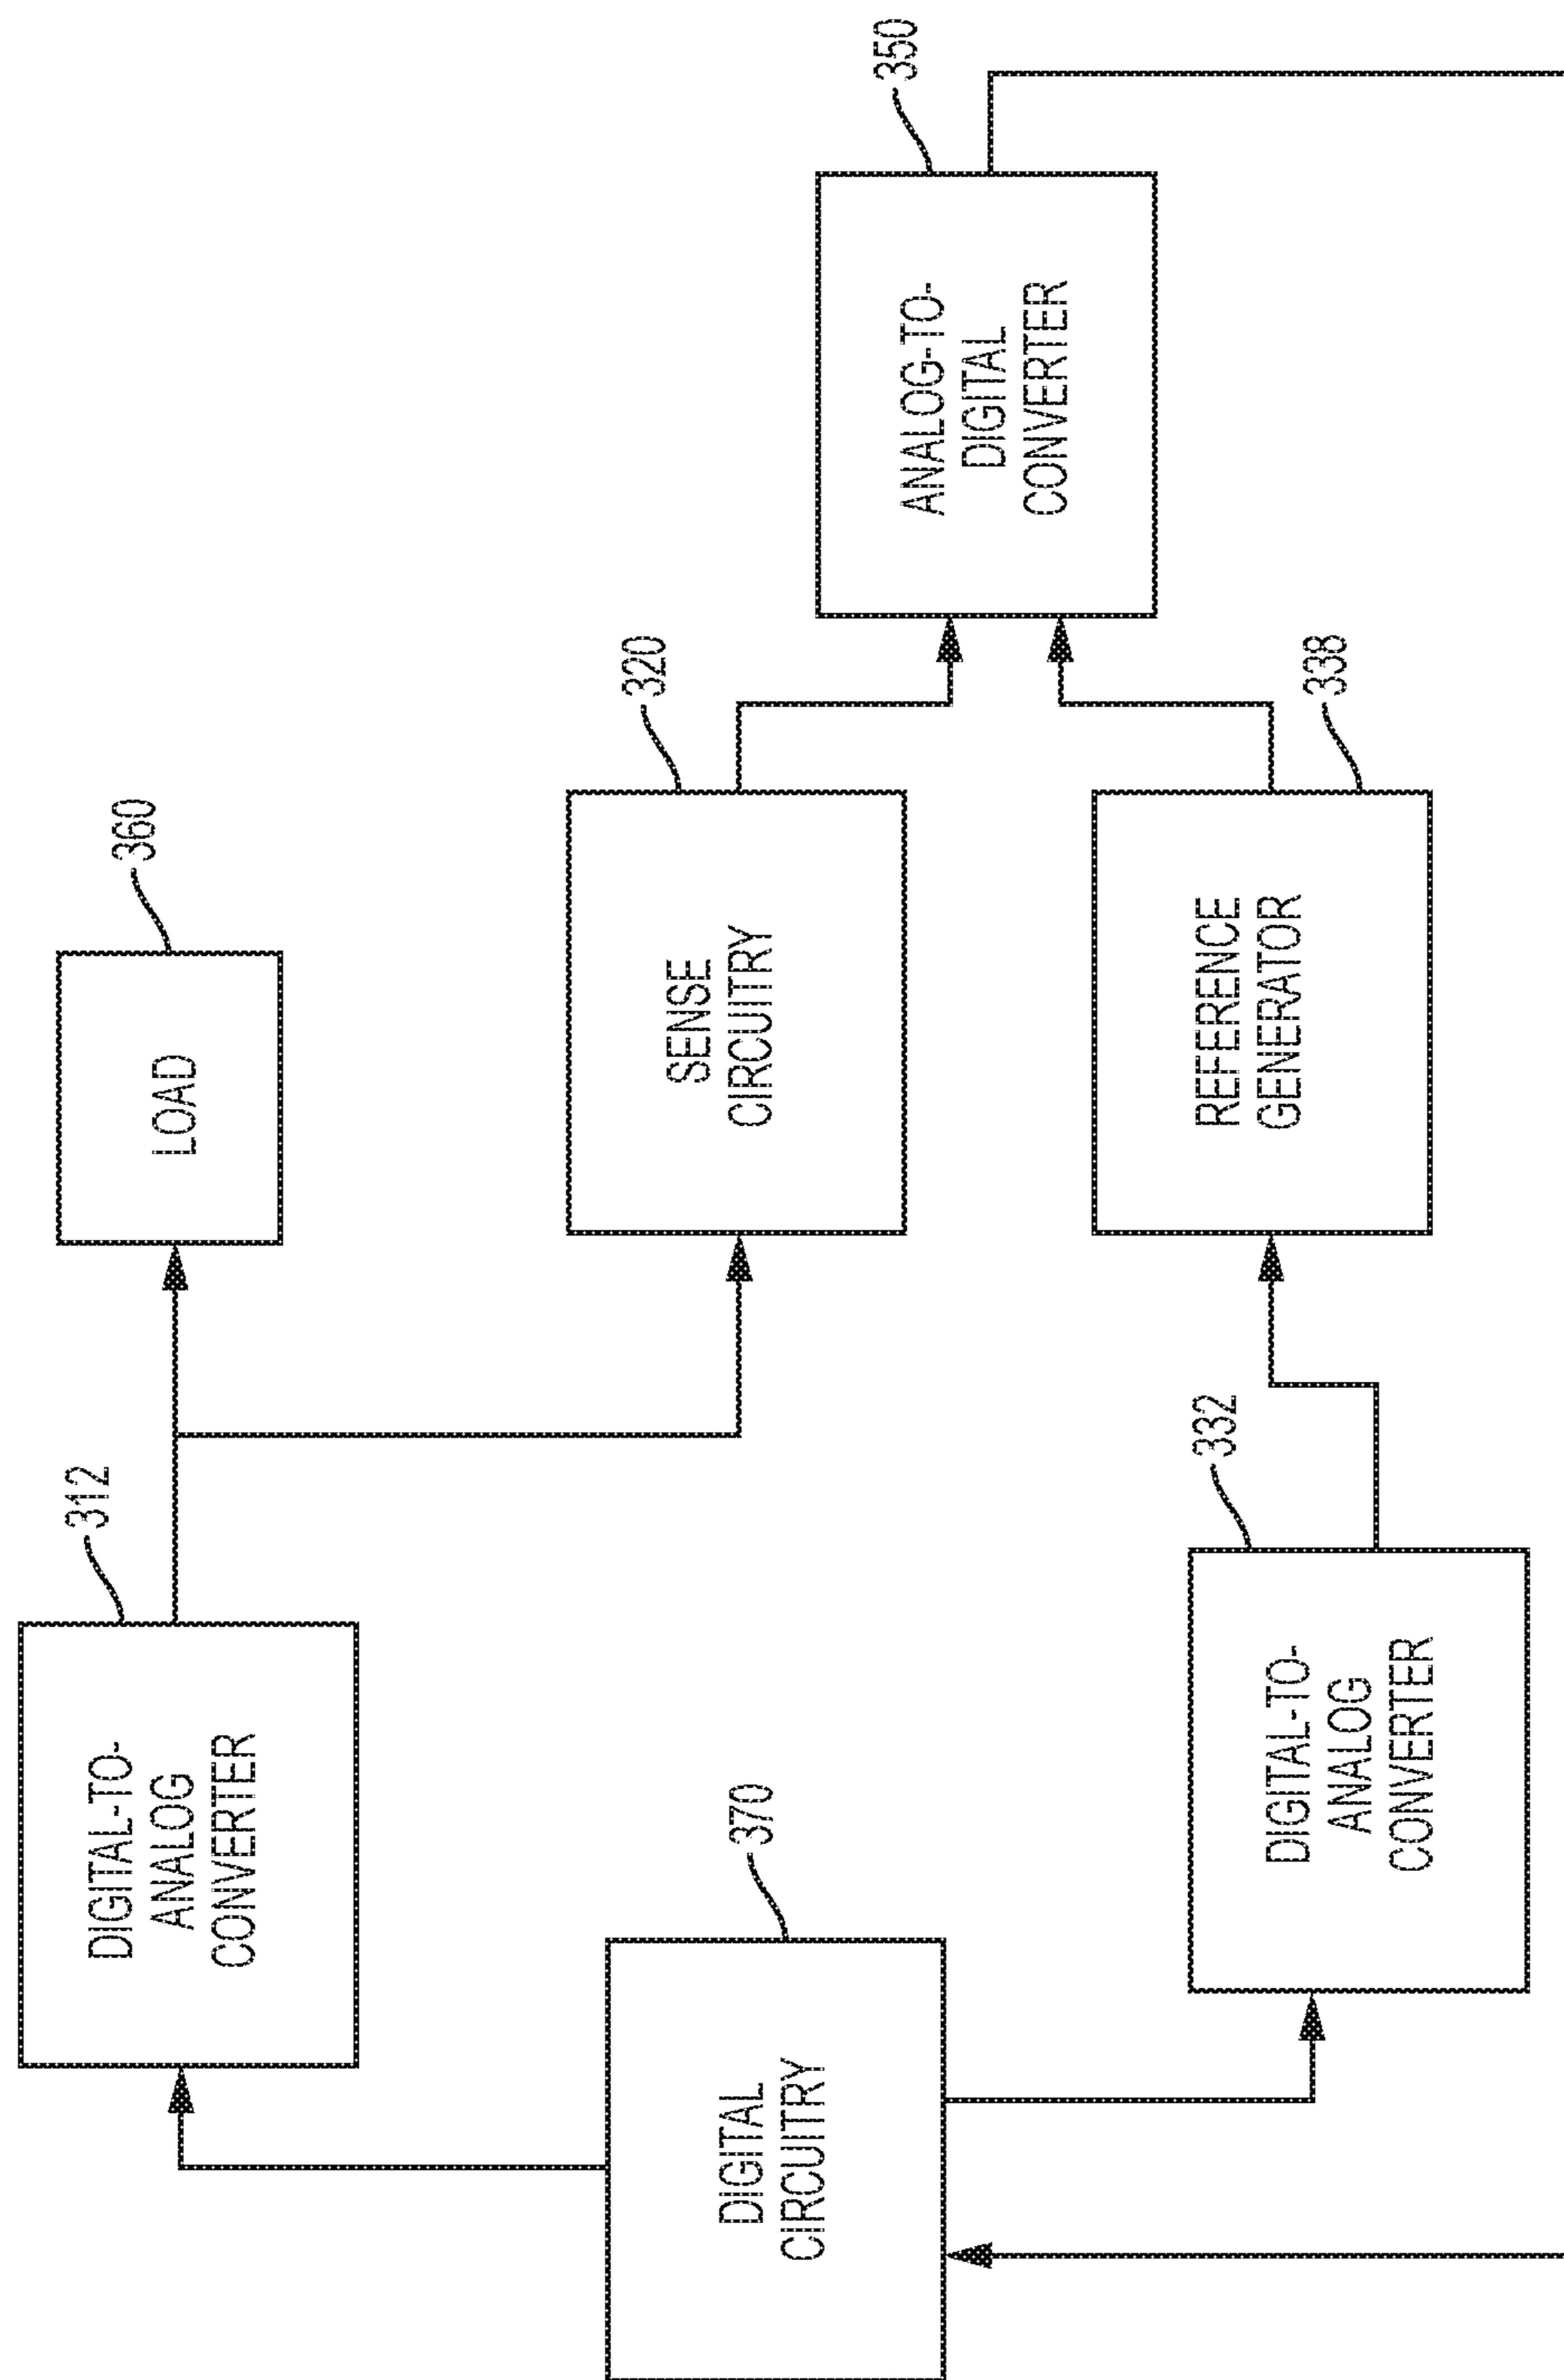 312
DIGITAL-TO-
ANALOG
CONVERTER
360
LOAD
370
DIGITAL
CIRCUITRY
320
SENSE
CIRCUITRY
350
ANALOG-TO-
DIGITAL
CONVERTER
332
DIGITAL-TO-
ANALOG
CONVERTER
338
REFERENCE
GENERATOR